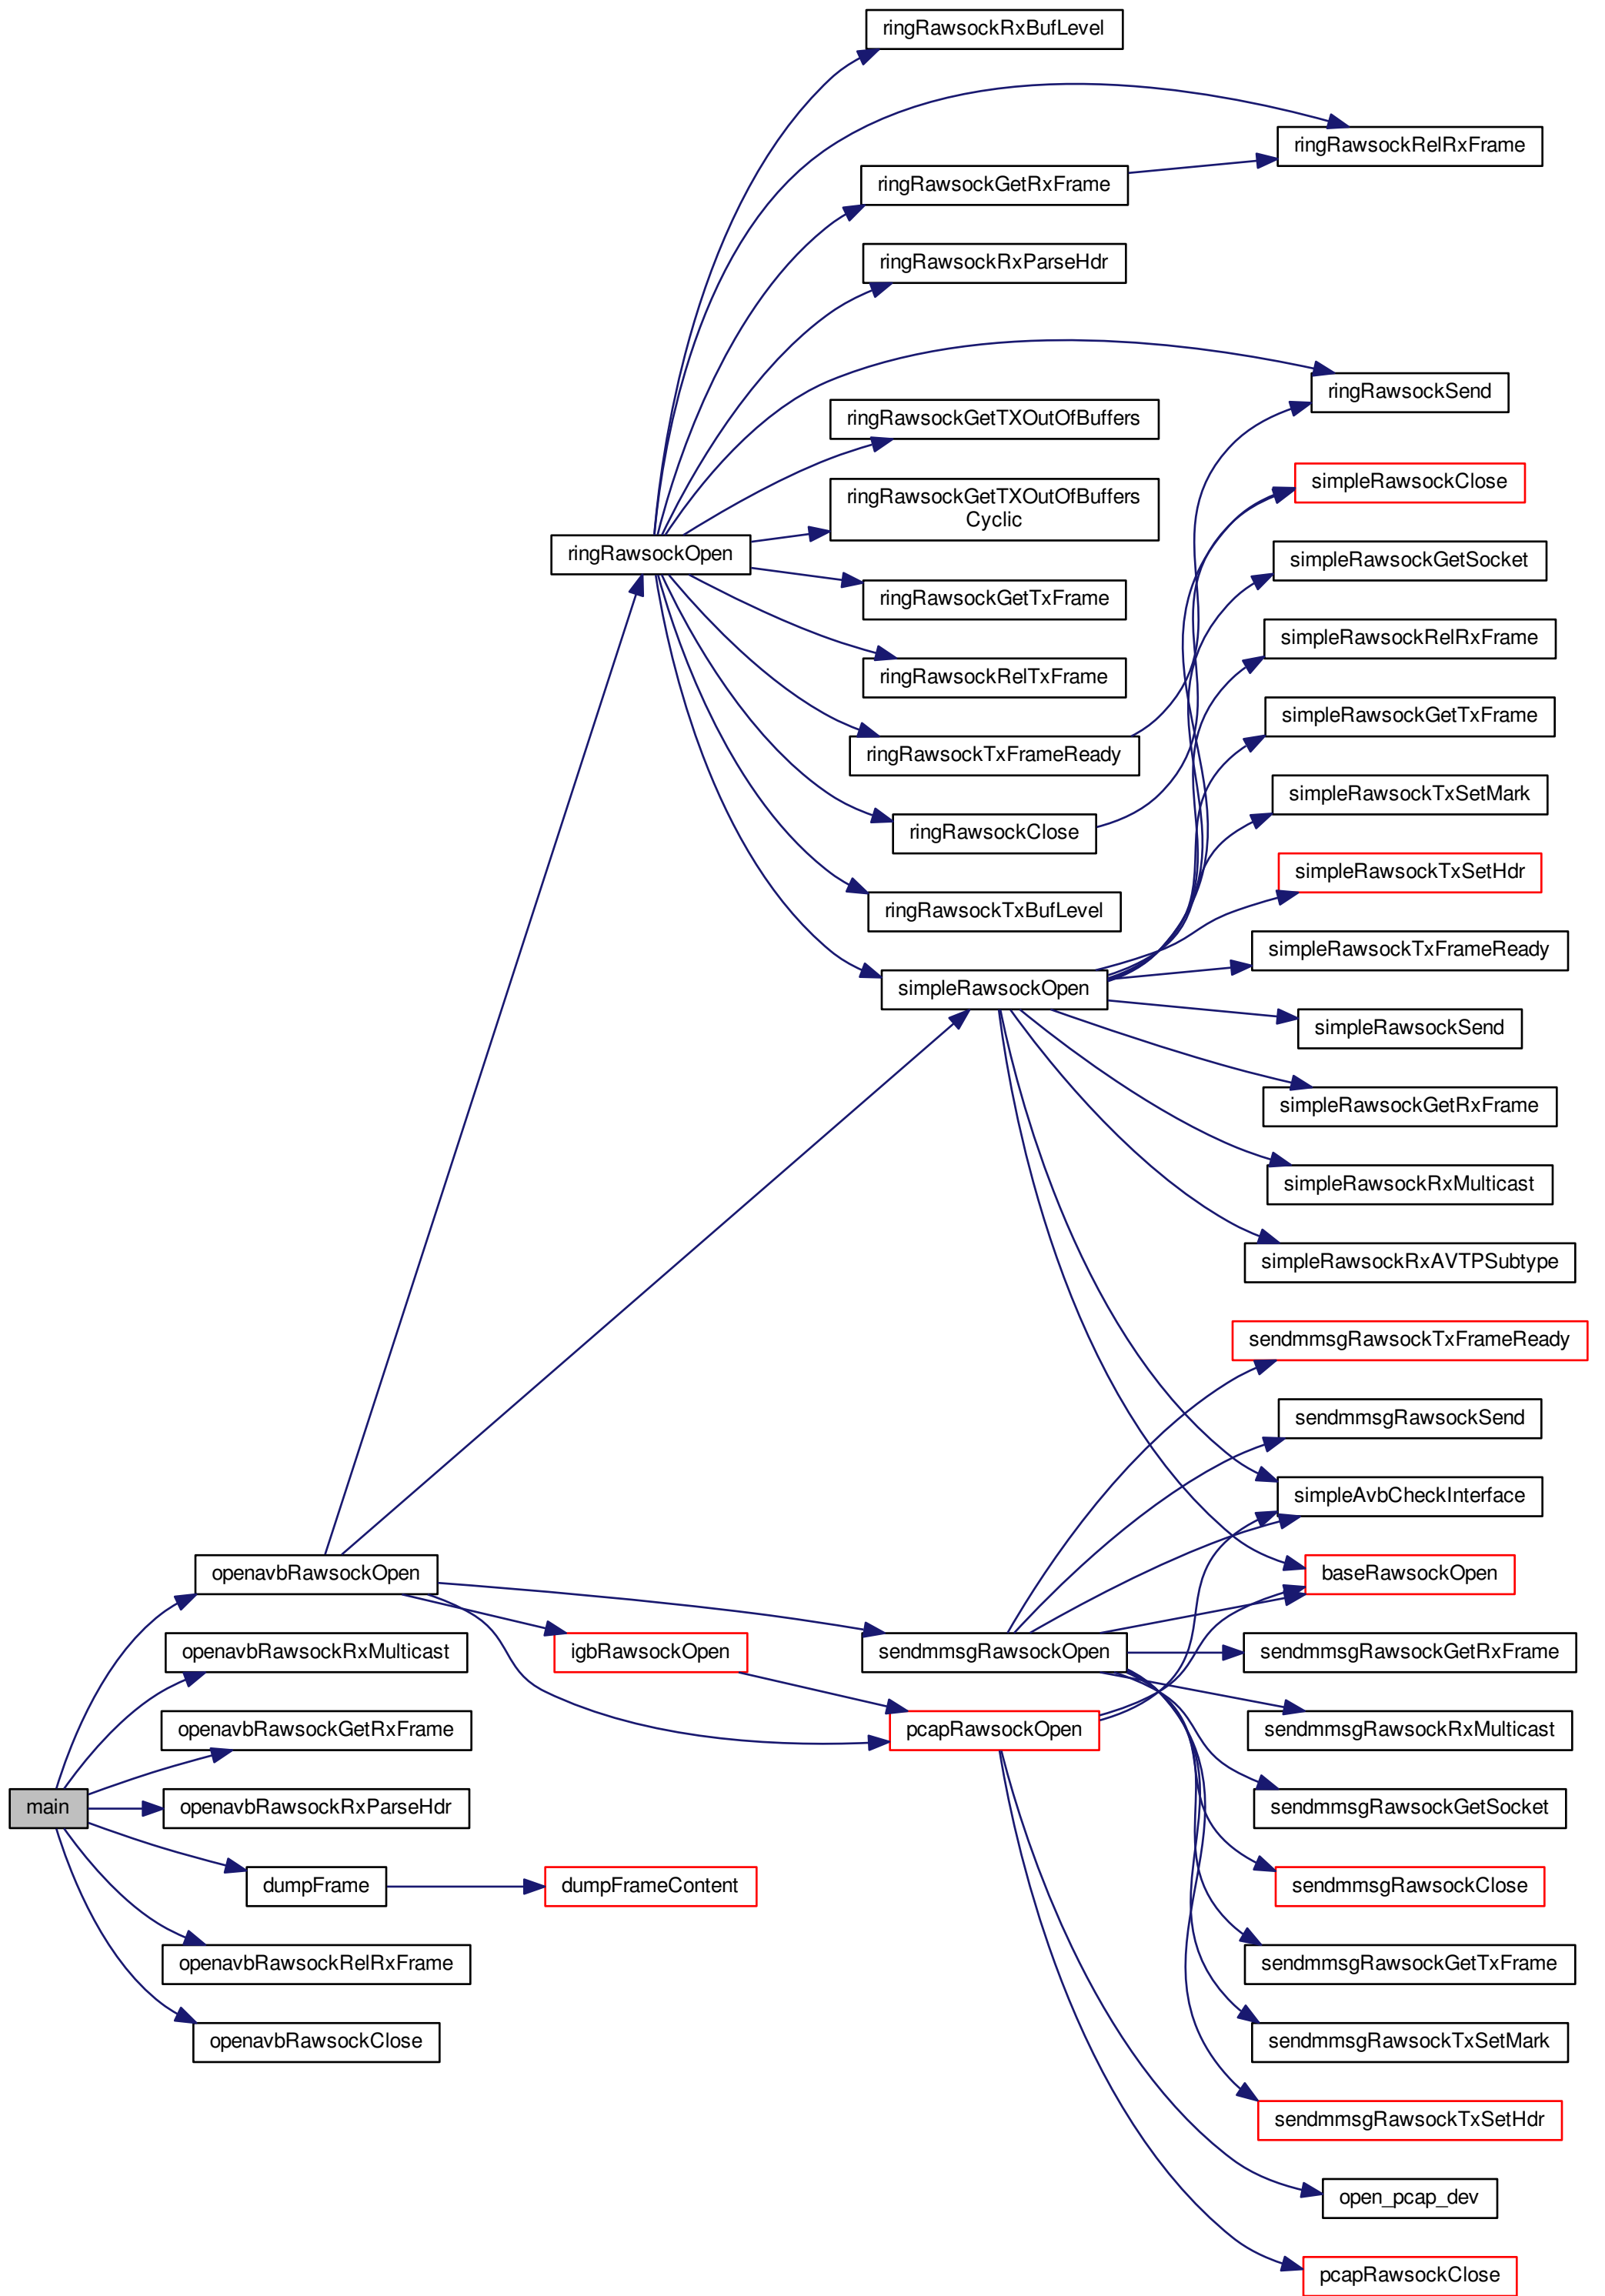 ringRawsockRxBufLevel
ringRawsockRelRxFrame
ringRawsockGetRxFrame
ringRawsockRxParseHdr
ringRawsockSend
ringRawsockGetTXOutOfBuffers
simpleRawsockClose
ringRawsockGetTXOutOfBuffers
Cyclic
ringRawsockOpen
simpleRawsockGetSocket
ringRawsockGetTxFrame
simpleRawsockRelRxFrame
ringRawsockRelTxFrame
simpleRawsockGetTxFrame
ringRawsockTxFrameReady
simpleRawsockTxSetMark
ringRawsockClose
simpleRawsockTxSetHdr
ringRawsockTxBufLevel
simpleRawsockTxFrameReady
simpleRawsockOpen
simpleRawsockSend
simpleRawsockGetRxFrame
simpleRawsockRxMulticast
simpleRawsockRxAVTPSubtype
sendmmsgRawsockTxFrameReady
sendmmsgRawsockSend
simpleAvbCheckInterface
openavbRawsockOpen
baseRawsockOpen
openavbRawsockRxMulticast
igbRawsockOpen
sendmmsgRawsockOpen
sendmmsgRawsockGetRxFrame
openavbRawsockGetRxFrame
pcapRawsockOpen
sendmmsgRawsockRxMulticast
main
openavbRawsockRxParseHdr
sendmmsgRawsockGetSocket
dumpFrame
dumpFrameContent
sendmmsgRawsockClose
openavbRawsockRelRxFrame
sendmmsgRawsockGetTxFrame
openavbRawsockClose
sendmmsgRawsockTxSetMark
sendmmsgRawsockTxSetHdr
open_pcap_dev
pcapRawsockClose